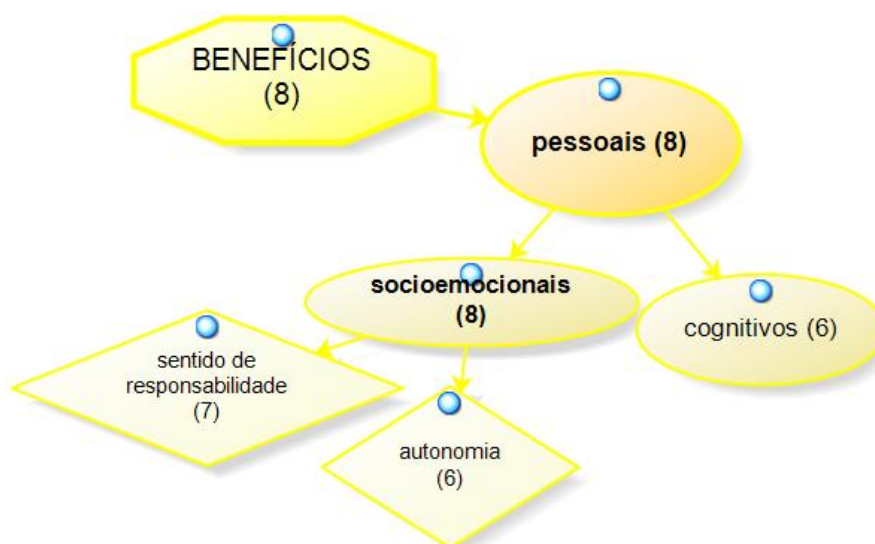 BENEFÍCIOS
(8)
pessoais (8)
socioemocionais
(8)
cognitivos (6)
sentido de
responsabilidade
(7)
autonomia
(6)